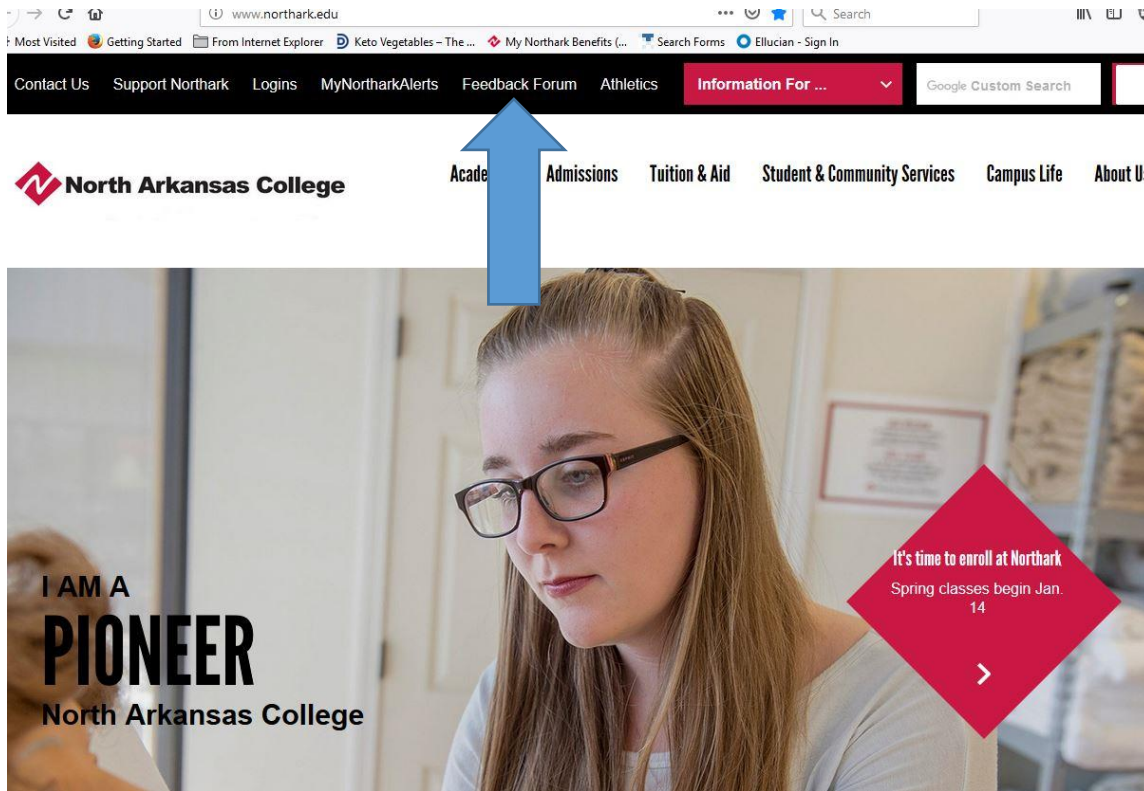 www.northark.edu
Search
Most Visited Getting Started From Internet Explorer Keto Vegetables – The ... My Northark Benefits (... Search Forms Ellucian - Sign In
Contact Us Support Northark Logins MyNortharkAlerts Feedback Forum Athletics Information For ... Google Custom Search
North Arkansas College
Admissions Tuition & Aid Student & Community Services Campus Life About
It's time to enroll at Northark
Spring classes begin Jan.
14
I AM A
PIONEER
North Arkansas College